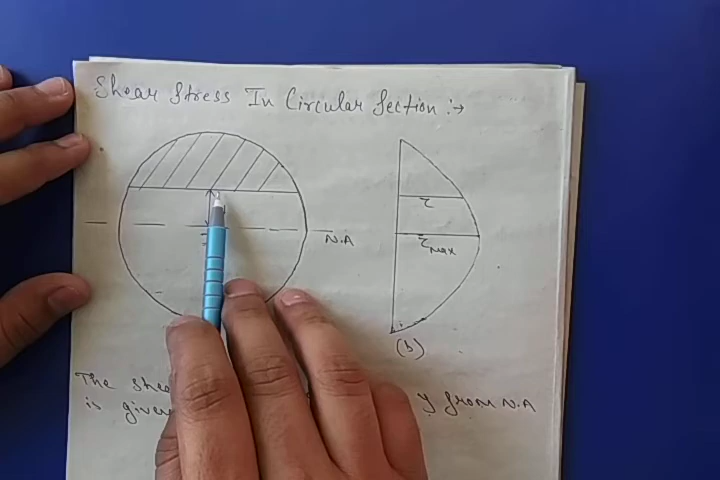 Shear Stress In Circular Section :→
N.A
τ
τmax
(b)
The shea
y from N.A
is given